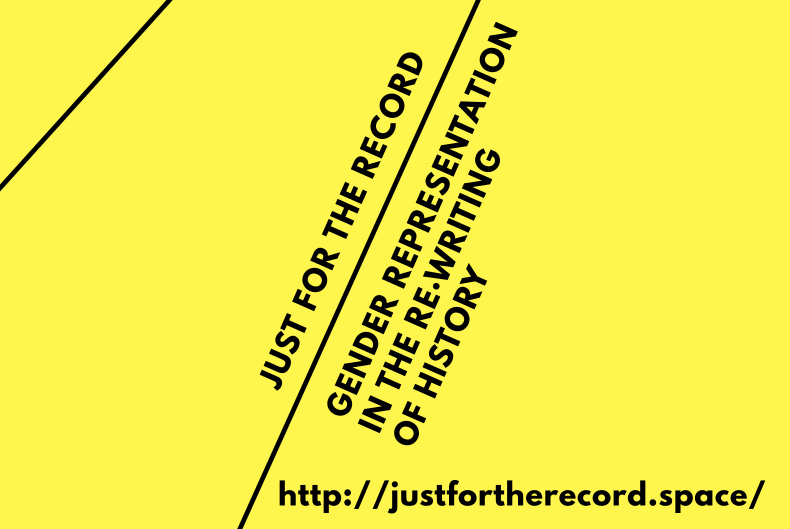 JUST FOR THE RECORD
GENDER REPRESENTATION
IN THE RE·WRITING
OF HISTORY
http://justfortherecord.space/